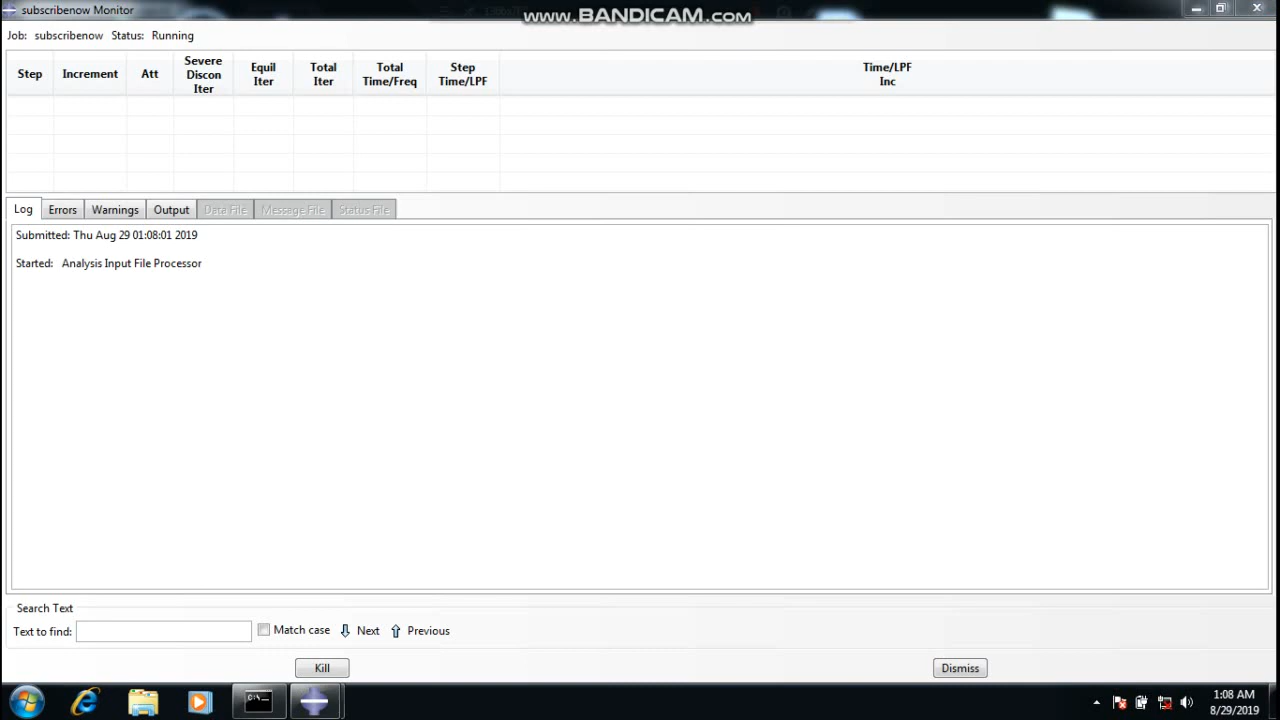 subscribenow Monitor
www.BANDICAM.com
Job: subscribenow Status: Running
Step Increment Att Severe Discon Iter Equil Iter Total Iter Total Time/Freq Step Time/LPF Time/LPF Inc
Log Errors Warnings Output Data File Message File Status File
Submitted: Thu Aug 29 01:08:01 2019
Started: Analysis Input File Processor
Search Text
Text to find: Match case Next Previous
Kill Dismiss
1:08 AM
8/29/2019